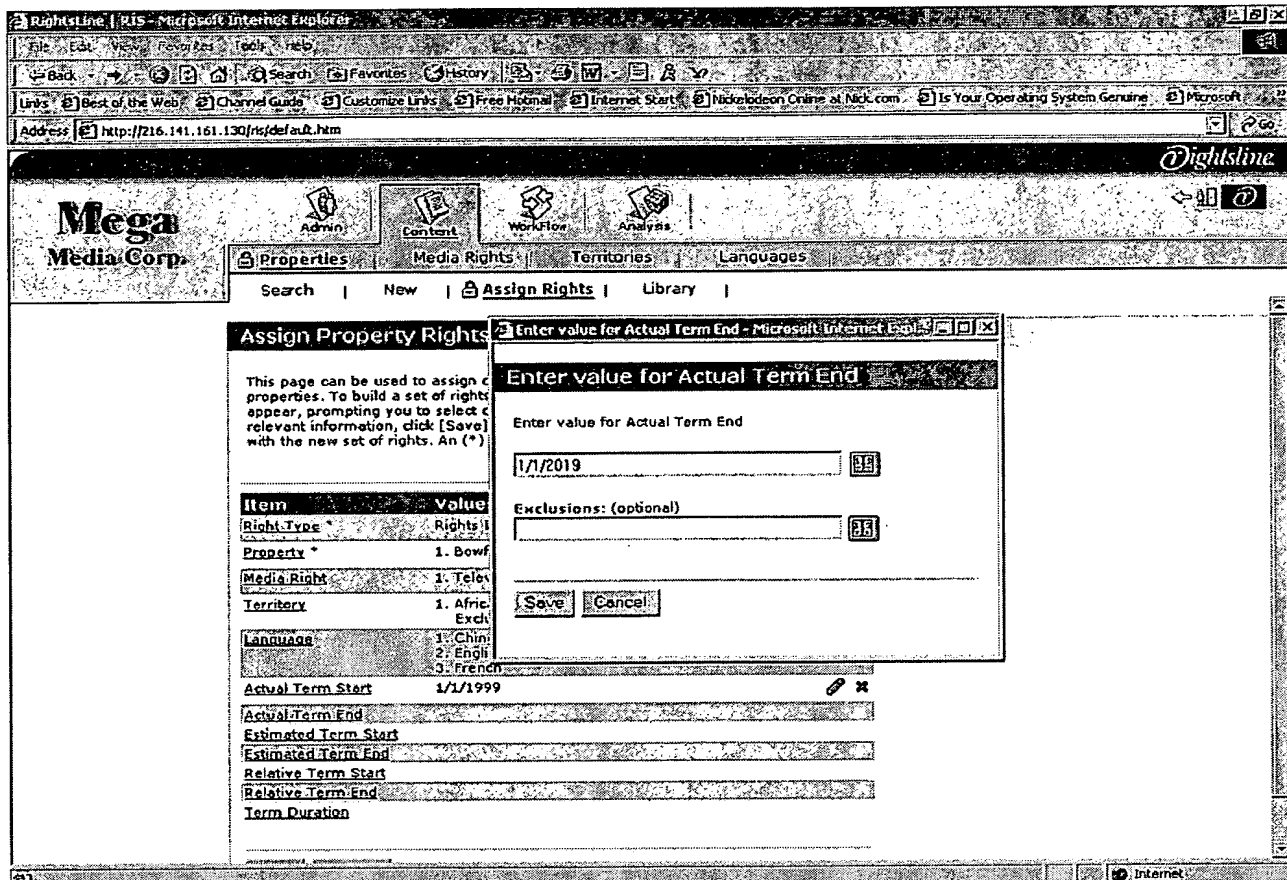 RightsLine | RIS - Microsoft Internet Explorer
File Edit View Favorites Tools Help
Back Search Favorites History
Links Best of the Web Channel Guide Customize Links Free Hotmail Internet Start Nickelodeon Online at Nick.com Is Your Operating System Genuine Microsoft
Address http://216.141.161.130/ris/default.htm Go
Rightsline
Mega
Media Corp.
Admin Content WorkFlow Analysis
Properties Media Rights Territories Languages
Search | New | Assign Rights | Library |
Assign Property Rights
This page can be used to assign
properties. To build a set of rights
appear, prompting you to select
relevant information, click [Save]
with the new set of rights. An (*)
Enter value for Actual Term End - Microsoft Internet Expl
Enter value for Actual Term End
Enter value for Actual Term End
1/1/2019
Exclusions: (optional)
Save Cancel
Item Value
Right Type * Rights
Property * 1. Bowf
Media Right 1. Telev
Territory 1. Afric
Exclu
Language 1. Chin
2. Engli
3. French
Actual Term Start 1/1/1999
Actual Term End
Estimated Term Start
Estimated Term End
Relative Term Start
Relative Term End
Term Duration
Internet